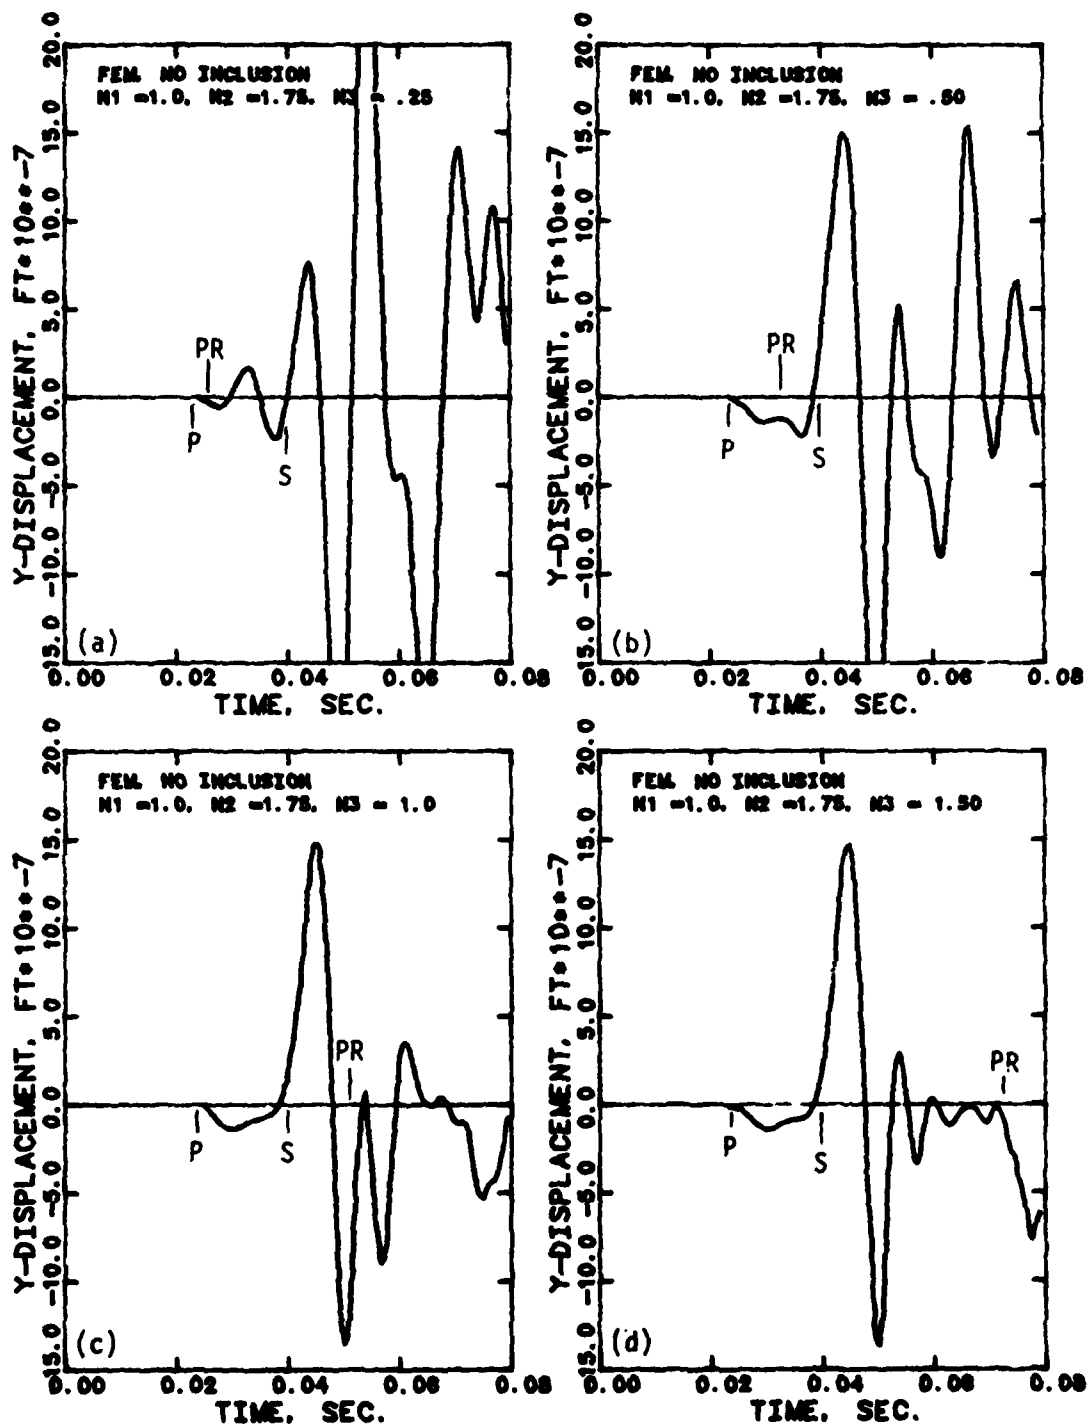 FEM. NO INCLUSION
N1 =1.0. N2 =1.75. N3 = .25
20.0
15.0
10.0
5.0
0.0
-5.0
-10.0
-15.0
Y-DISPLACEMENT, FT*10**-7
PR
P
S
(a)
0.00 0.02 0.04 0.06 0.08
TIME, SEC.
FEM. NO INCLUSION
N1 =1.0. N2 =1.75. N3 = .50
20.0
15.0
10.0
5.0
0.0
-5.0
-10.0
-15.0
Y-DISPLACEMENT, FT*10**-7
PR
P
S
(b)
0.00 0.02 0.04 0.06 0.08
TIME, SEC.
FEM. NO INCLUSION
N1 =1.0. N2 =1.75. N3 = 1.0
20.0
15.0
10.0
5.0
0.0
-5.0
-10.0
-15.0
Y-DISPLACEMENT, FT*10**-7
PR
P
S
(c)
0.00 0.02 0.04 0.06 0.08
TIME, SEC.
FEM. NO INCLUSION
N1 =1.0. N2 =1.75. N3 = 1.50
20.0
15.0
10.0
5.0
0.0
-5.0
-10.0
-15.0
Y-DISPLACEMENT, FT*10**-7
PR
P
S
(d)
0.00 0.02 0.04 0.06 0.08
TIME, SEC.